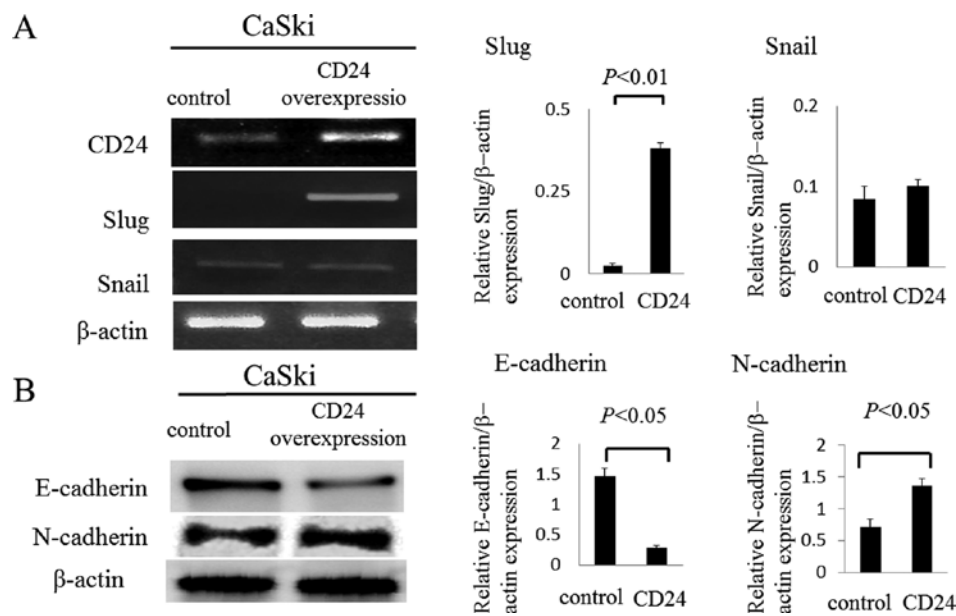 A
CaSki
control
CD24
overexpressio
CD24
Slug
Snail
β-actin
Slug
P<0.01
Relative Slug/β-actin
expression
0.5
0.25
0
control CD24
Snail
Relative Snail/β-actin
expression
0.2
0.1
0
control CD24
B
CaSki
control
CD24
overexpression
E-cadherin
N-cadherin
β-actin
E-cadherin
P<0.05
Relative E-cadherin/β-
actin expression
2
1.5
1
0.5
0
control CD24
N-cadherin
P<0.05
Relative N-cadherin/β-
actin expression
2
1.5
1
0.5
0
control CD24